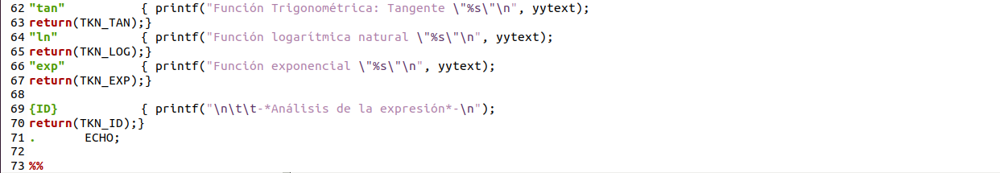 62 "tan"          { printf("Función Trigonométrica: Tangente \"%s\"\n", yytext);
63 return(TKN_TAN);}
64 "ln"           { printf("Función logarítmica natural \"%s\"\n", yytext);
65 return(TKN_LOG);}
66 "exp"          { printf("Función exponencial \"%s\"\n", yytext);
67 return(TKN_EXP);}
68
69 {ID}           { printf("\n\t\t-*Análisis de la expresión*-\n");
70 return(TKN_ID);}
71 .       ECHO;
72
73 %%